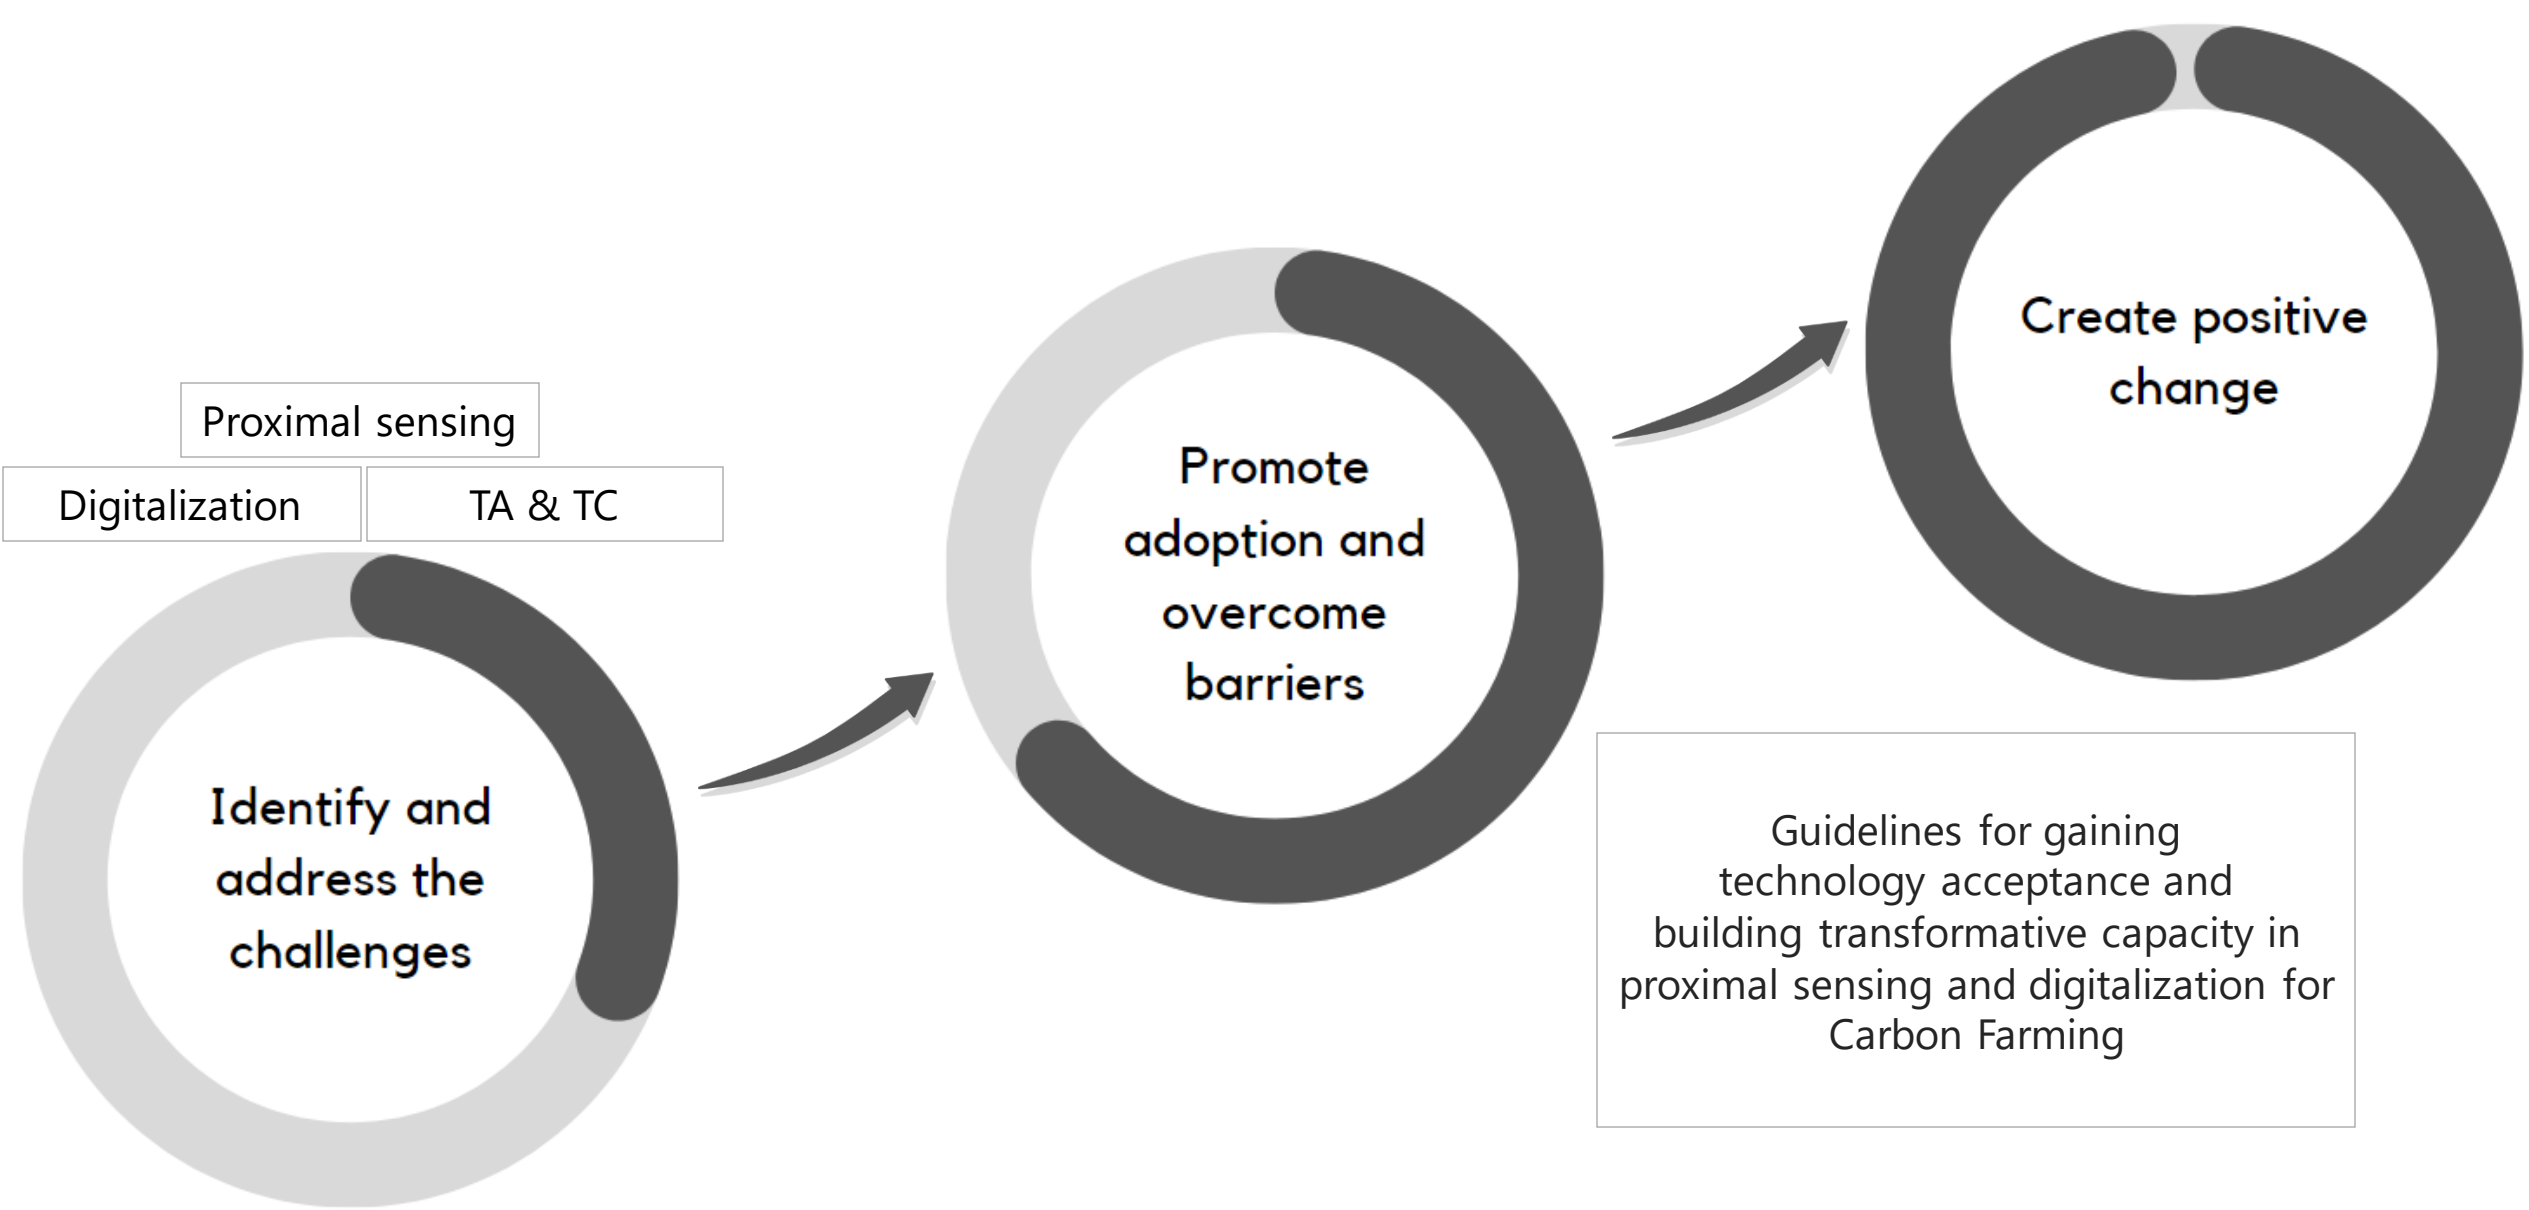 Proximal sensing
Digitalization
TA & TC
Identify and
address the
challenges
Promote
adoption and
overcome
barriers
Create positive
change
Guidelines for gaining
technology acceptance and
building transformative capacity in
proximal sensing and digitalization for
Carbon Farming